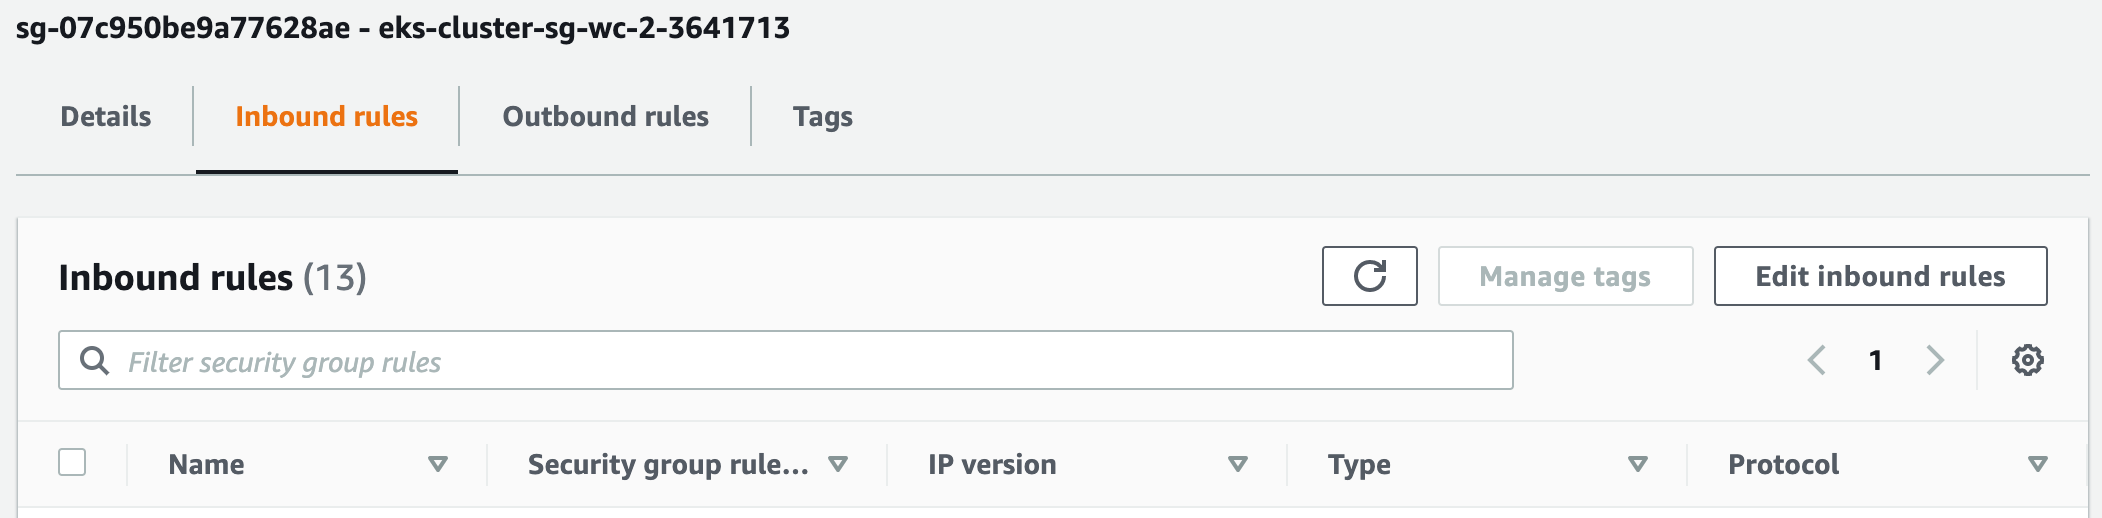 sg-07c950be9a77628ae - eks-cluster-sg-wc-2-3641713
Details Inbound rules Outbound rules Tags
Inbound rules (13) Manage tags Edit inbound rules
Filter security group rules 1
Name Security group rule... IP version Type Protocol